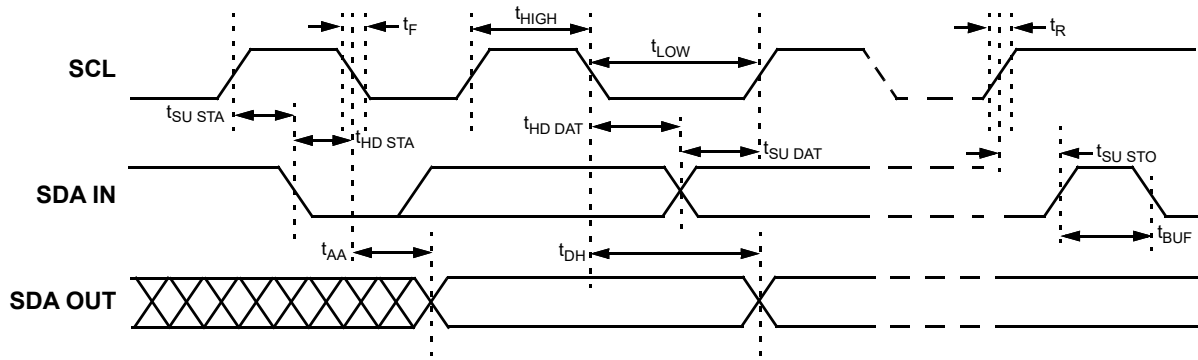 t_HIGH
t_F
t_R
t_LOW
SCL
t_SU STA
t_HD STA
t_HD DAT
t_SU DAT
t_SU STO
SDA IN
t_AA
t_DH
t_BUF
SDA OUT